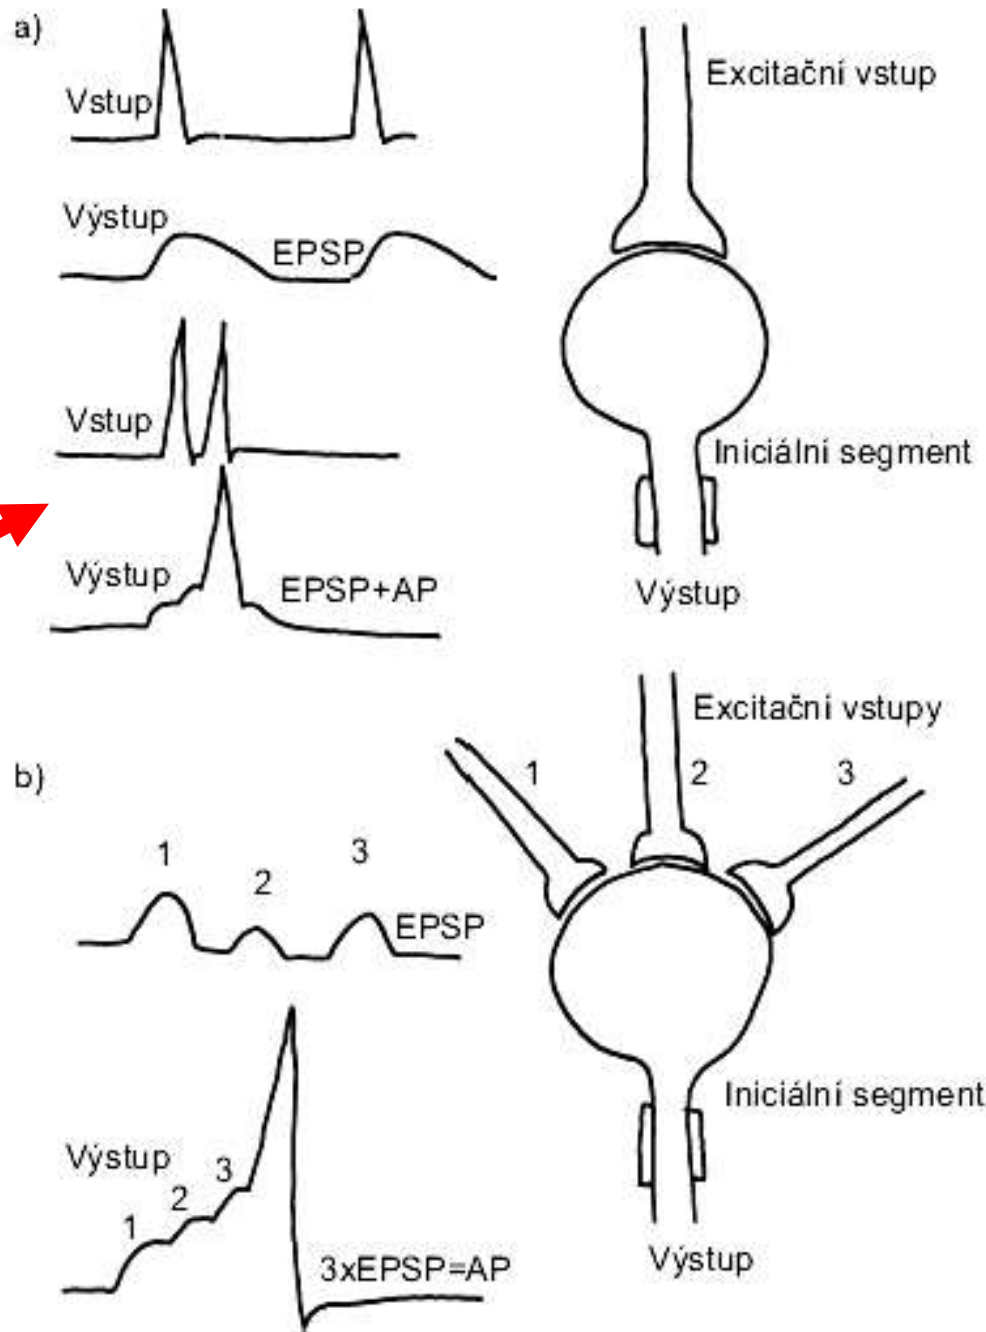 a)
Vstup
Excitační vstup
Výstup
EPSP
Vstup
Iniciální segment
Výstup
EPSP+AP
Výstup
Excitační vstupy
b)
1
2
3
1
2
3
EPSP
Iniciální segment
Výstup
1
2
3
3xEPSP=AP
Výstup